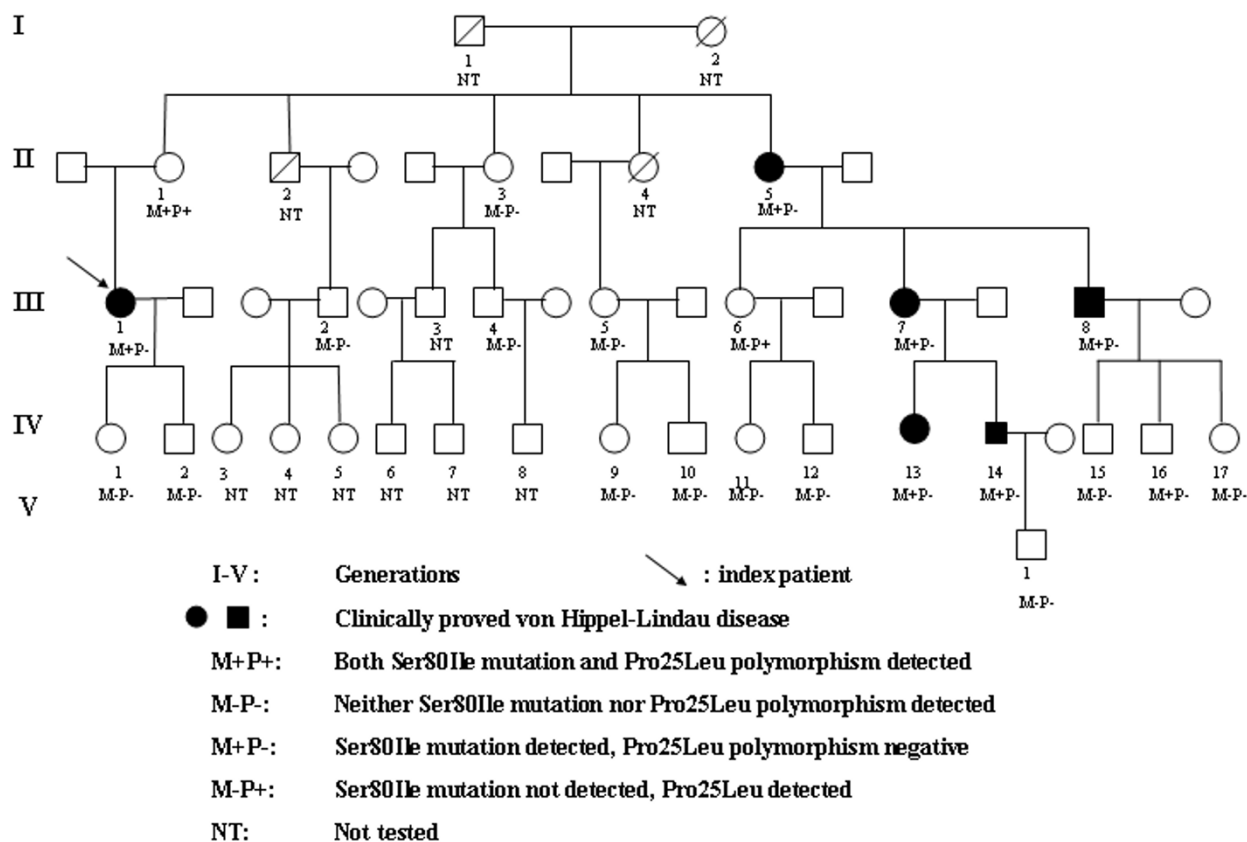 I
1
2
NT
NT
II
1
2
3
4
5
M+P+
NT
M-P-
NT
M+P-
III
1
2
3
4
5
6
7
8
M+P-
M-P-
NT
M-P-
M-P-
M-P+
M+P-
M+P-
IV
1
2
3
4
5
6
7
8
9
10
11
12
13
14
15
16
17
M-P-
M-P-
NT
NT
NT
NT
NT
NT
M-P-
M-P-
M-P-
M-P-
M+P-
M+P-
M-P-
M+P-
M-P-
V
1
M-P-
I-V : Generations : index patient
: Clinically proved von Hippel-Lindau disease
M+P+: Both Ser80Ile mutation and Pro25Leu polymorphism detected
M-P-: Neither Ser80Ile mutation nor Pro25Leu polymorphism detected
M+P-: Ser80Ile mutation detected, Pro25Leu polymorphism negative
M-P+: Ser80Ile mutation not detected, Pro25Leu detected
NT: Not tested